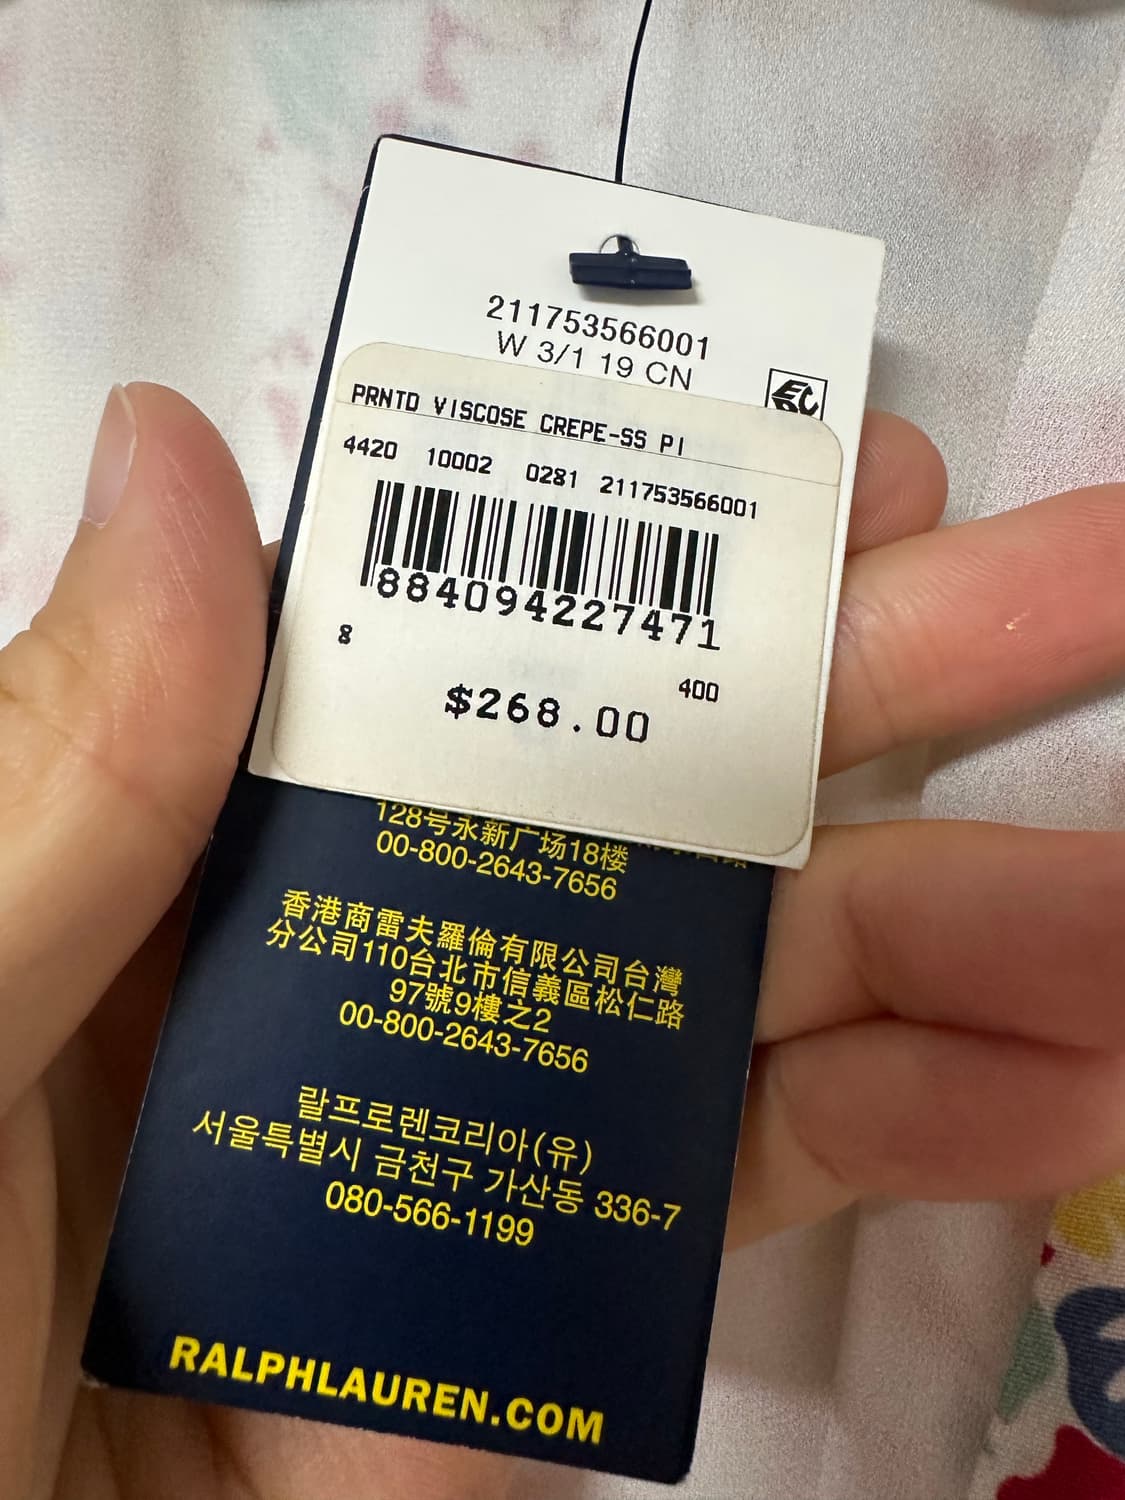 211753566001
W 3/1 19 CN
PRNTD VISCOSE CREPE-SS PI
4420 10002 0281 211753566001
884094227471
8
400
$268.00
128号永新广场18楼
00-800-2643-7656
香港商雷夫羅倫有限公司台灣
分公司110台北市信義區松仁路
97號9樓之2
00-800-2643-7656
랄프로렌코리아(유)
서울특별시 금천구 가산동 336-7
080-566-1199
RALPHLAUREN.COM